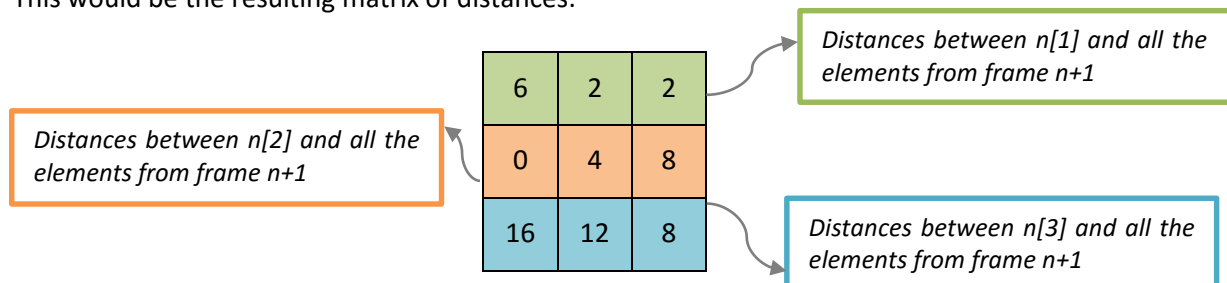 This would be the resulting matrix of distances:
Distances between n[1] and all the
elements from frame n+1
6 2 2
Distances between n[2] and all the
elements from frame n+1
0 4 8
16 12 8
Distances between n[3] and all the
elements from frame n+1